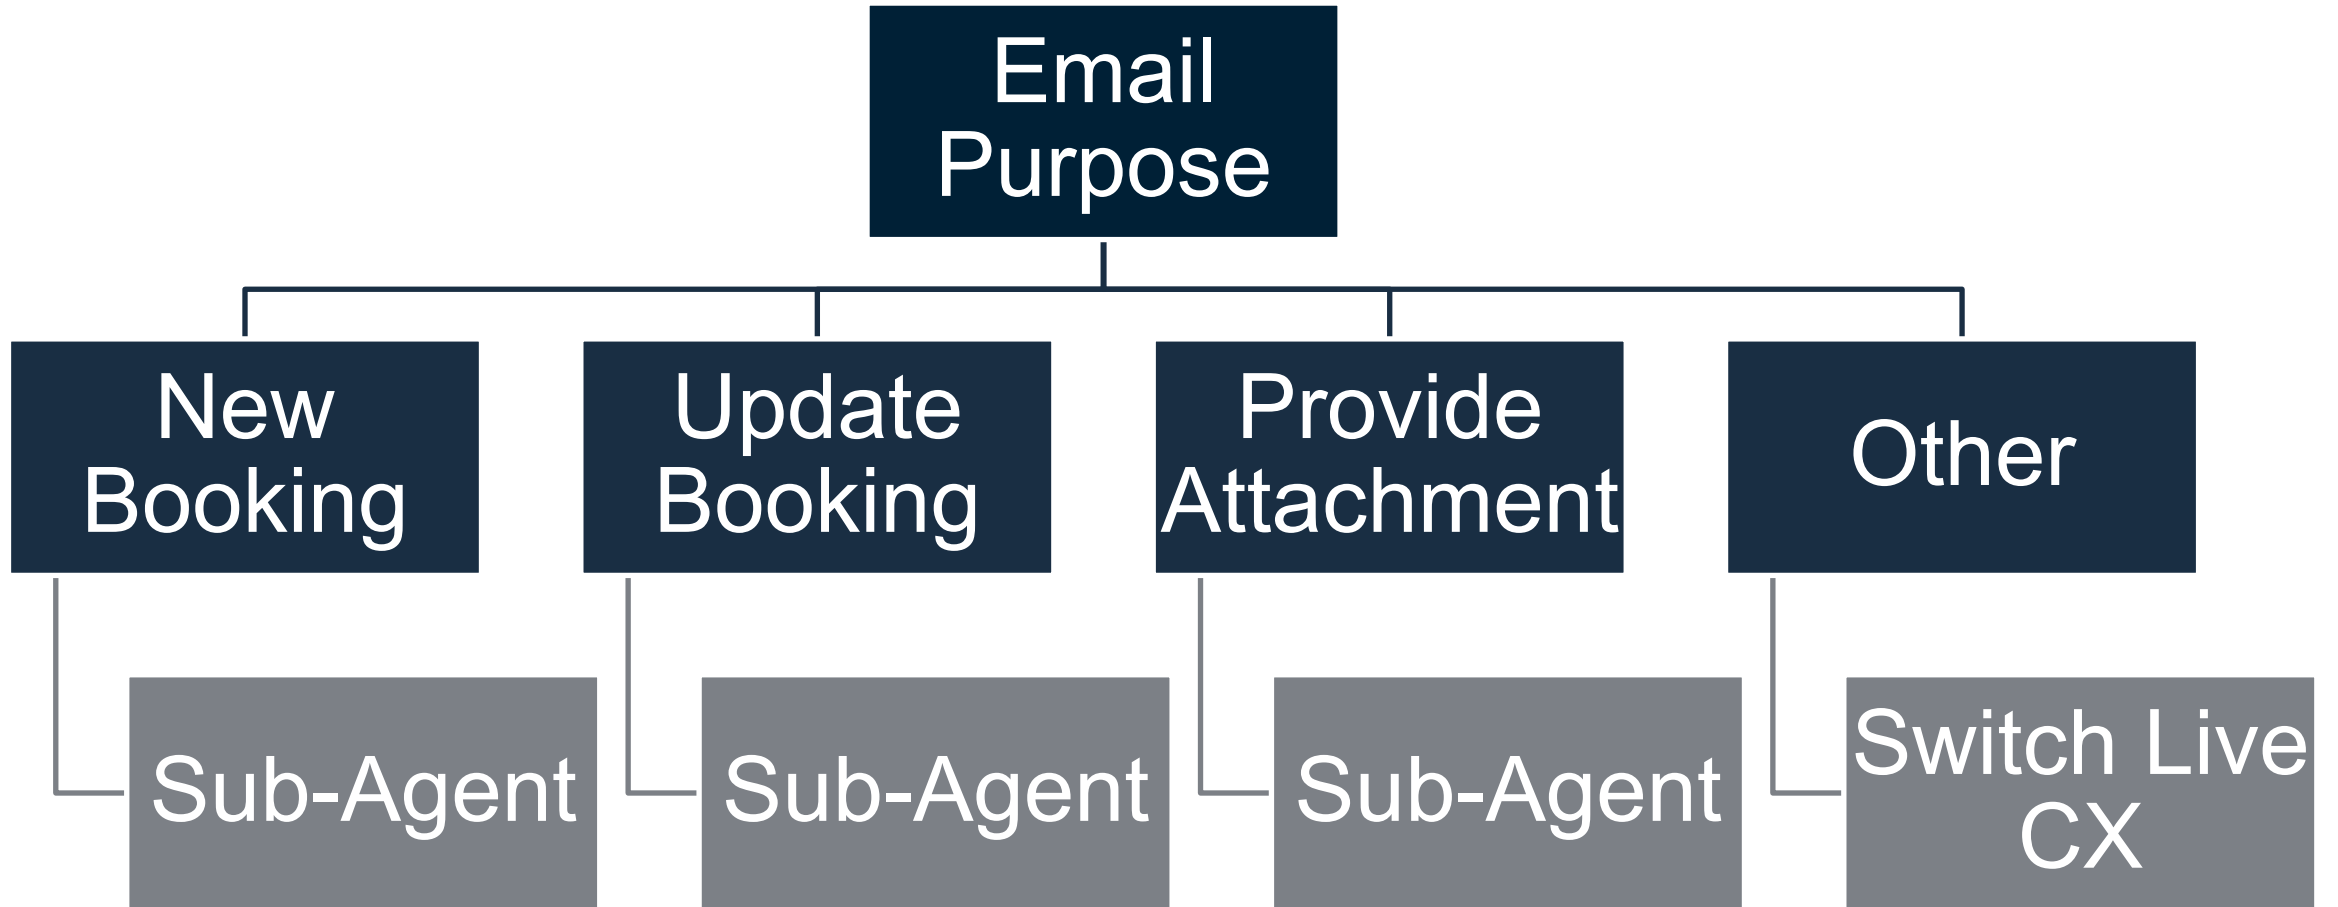 Email
Purpose
New
Booking
Update
Booking
Provide
Attachment
Other
Sub-Agent
Sub-Agent
Sub-Agent
Switch Live
CX